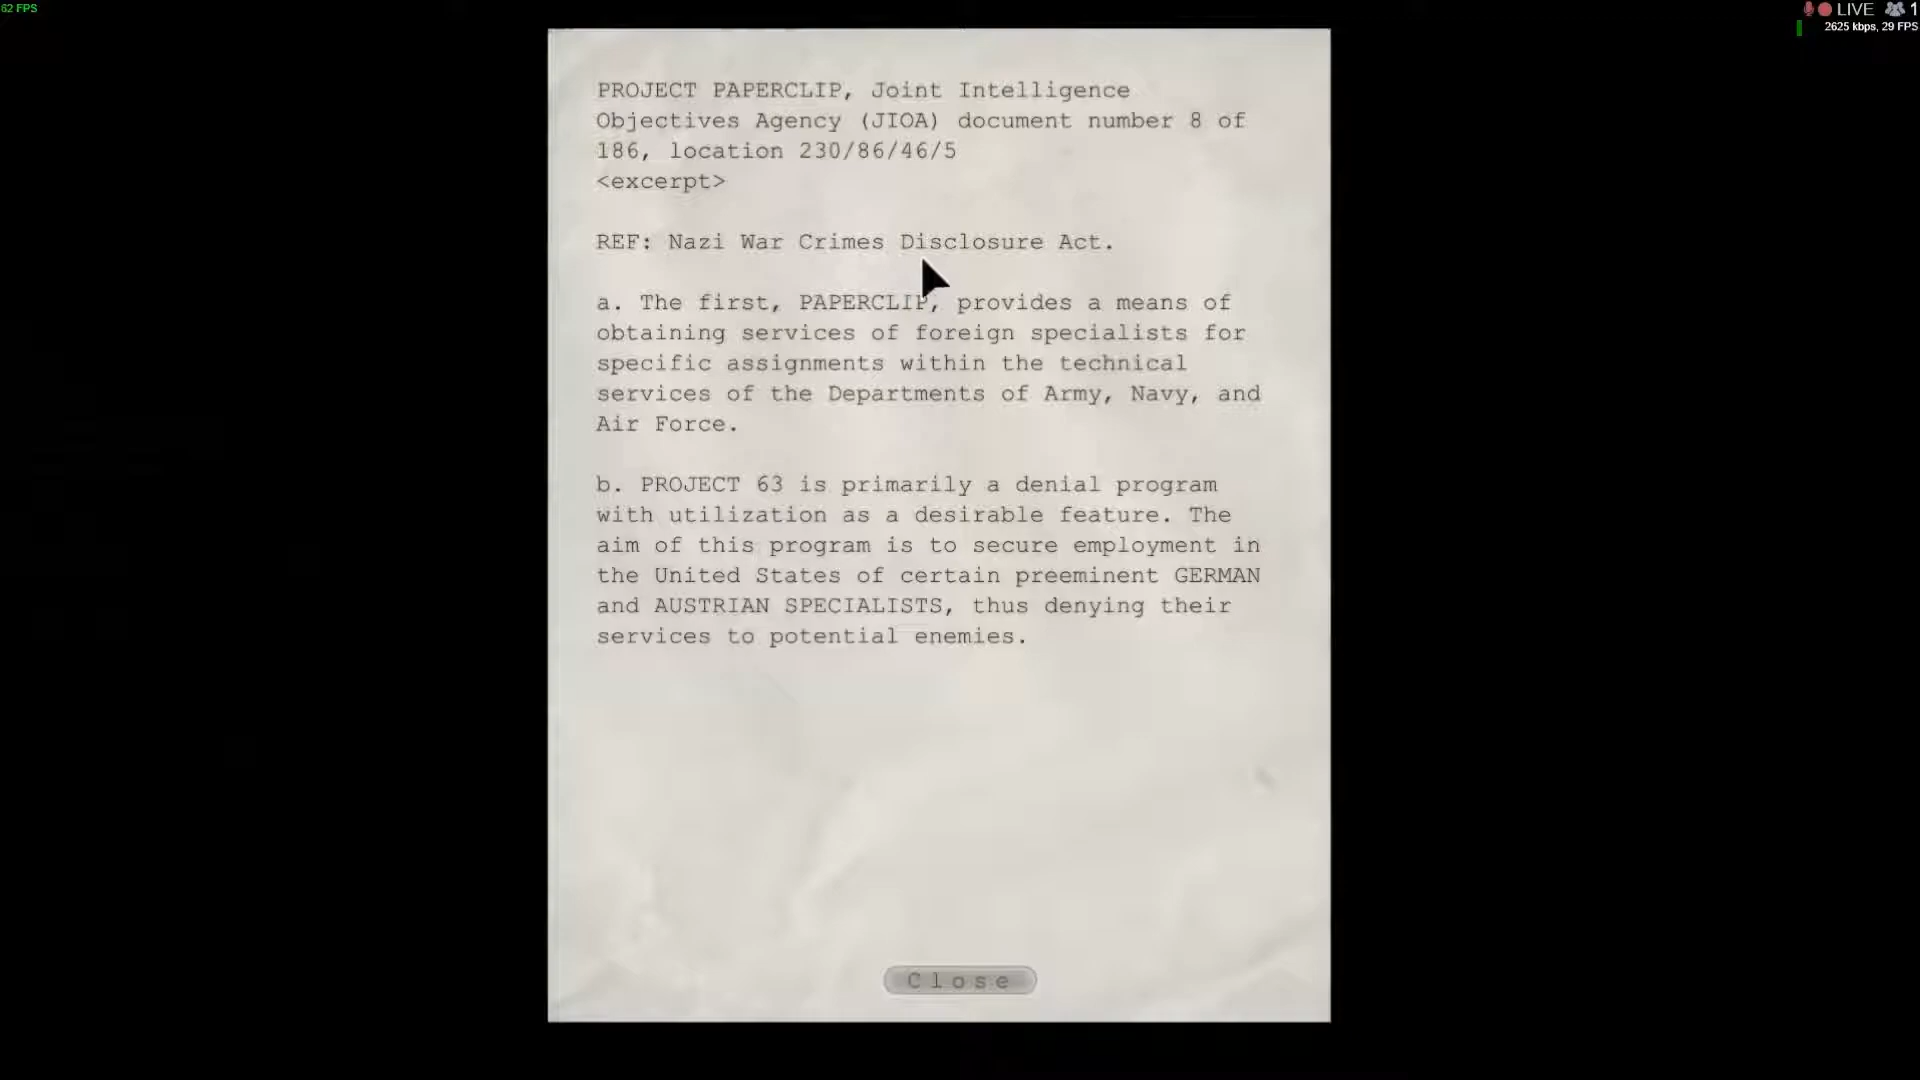 62 FPS
LIVE 1
2625 kbps, 29 FPS
PROJECT PAPERCLIP, Joint Intelligence
Objectives Agency (JIOA) document number 8 of
186, location 230/86/46/5
<excerpt>
REF: Nazi War Crimes Disclosure Act.
a. The first, PAPERCLIP, provides a means of
obtaining services of foreign specialists for
specific assignments within the technical
services of the Departments of Army, Navy, and
Air Force.
b. PROJECT 63 is primarily a denial program
with utilization as a desirable feature. The
aim of this program is to secure employment in
the United States of certain preeminent GERMAN
and AUSTRIAN SPECIALISTS, thus denying their
services to potential enemies.
Close